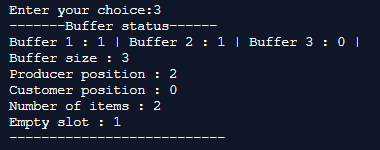 Enter your choice:3
-------Buffer status------
Buffer 1 : 1 | Buffer 2 : 1 | Buffer 3 : 0 |
Buffer size : 3
Producer position : 2
Customer position : 0
Number of items : 2
Empty slot : 1
---------------------------